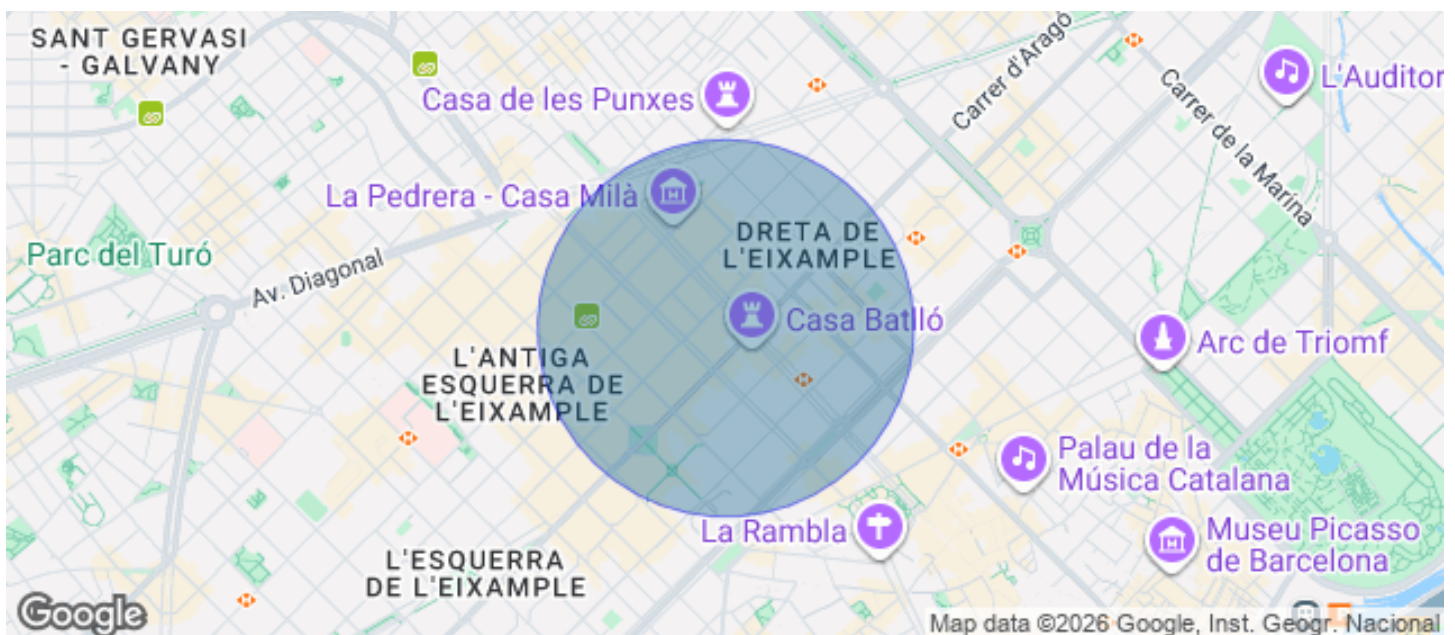 SANT GERVASI
- GALVANY
Casa de les Punxes
Carrer d'Aragó
L'Auditor
Carrer de la Marina
La Pedrera - Casa Milà
DRETA DE
L'EIXAMPLE
Parc del Turó
Av. Diagonal
Casa Batlló
Arc de Triomf
L'ANTIGA
ESQUERRA DE
L'EIXAMPLE
Palau de la
Música Catalana
La Rambla
Museu Picasso
de Barcelona
L'ESQUERRA
DE L'EIXAMPLE
Google
Map data ©2026 Google, Inst. Geogr. Nacional